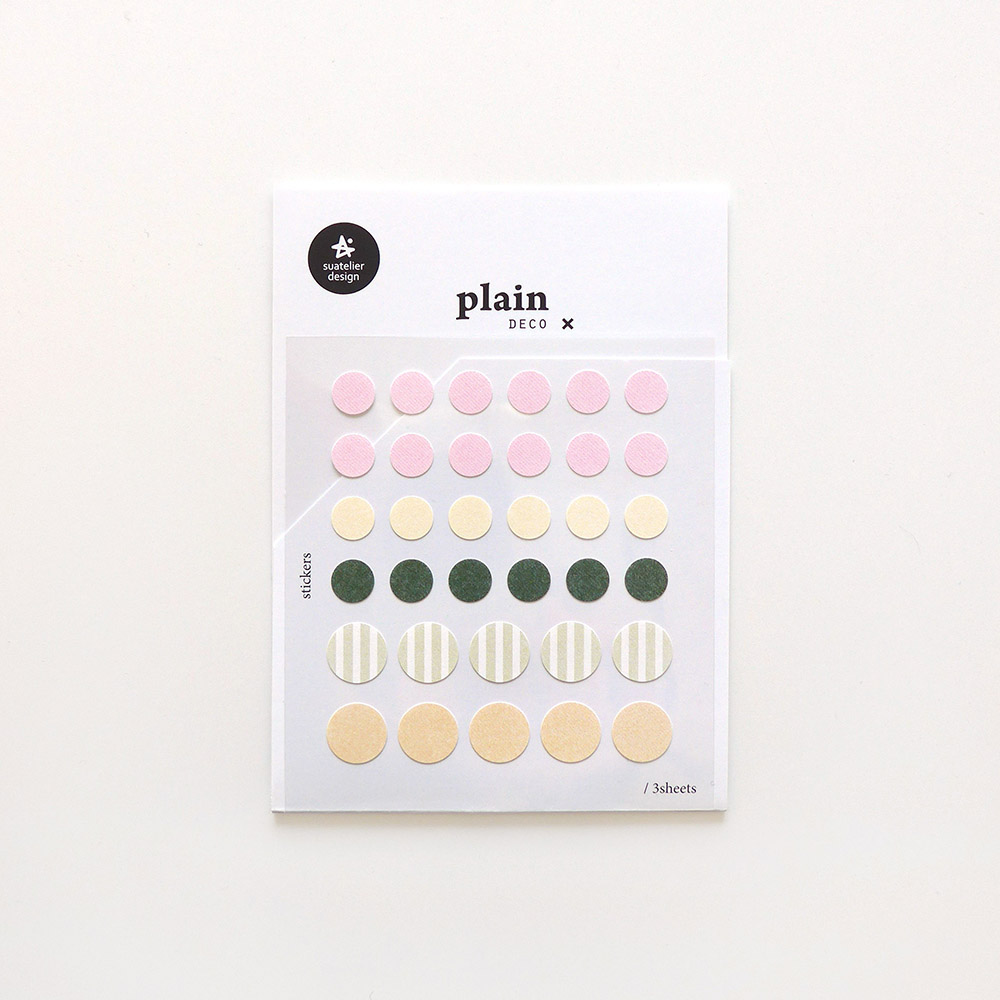 suatelier
design
plain
DECO ×
stickers
/ 3sheets